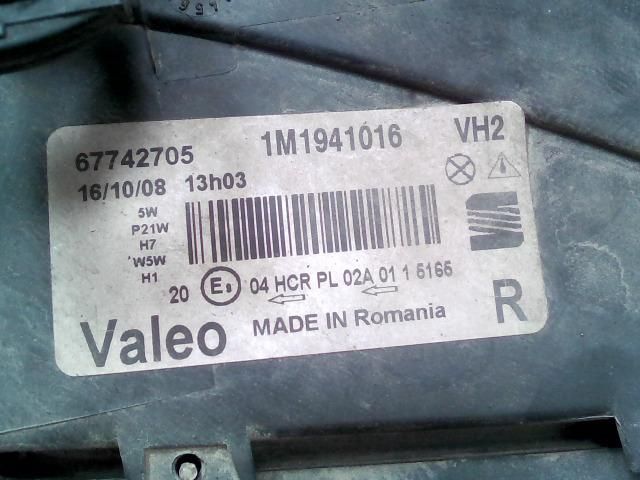 67742705 1M1941016 VH2
16/10/08 13h03
5W
P21W
H7
W5W
H1
20 04 HCR PL 02A 01 1 5165
Valeo MADE IN Romania R